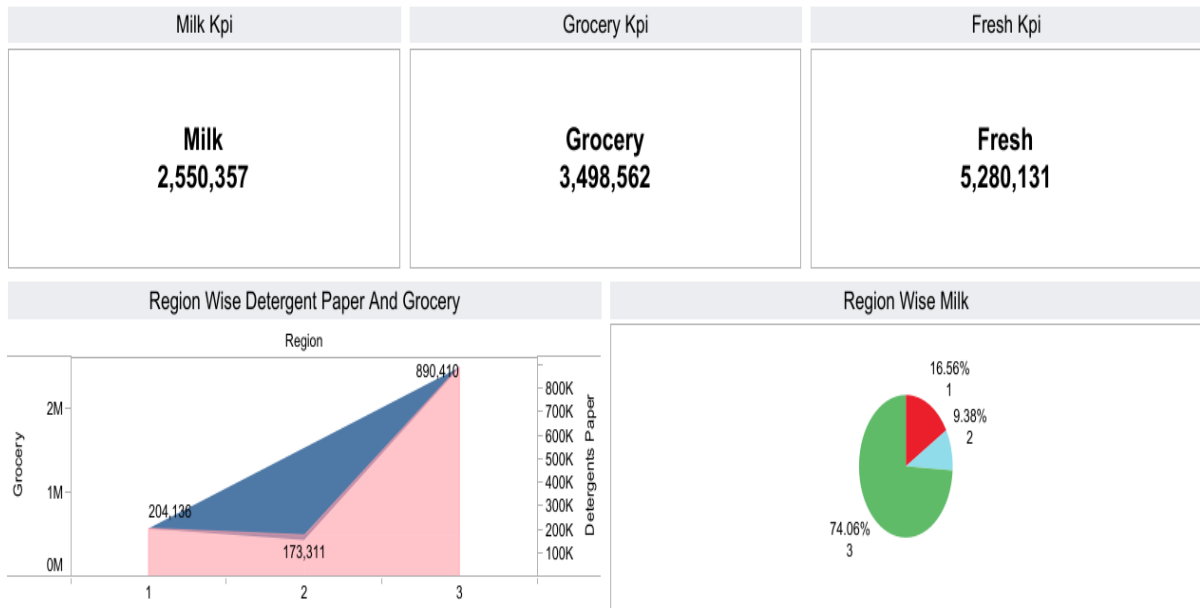 Milk Kpi
Grocery Kpi
Fresh Kpi
Milk
2,550,357
Grocery
3,498,562
Fresh
5,280,131
Region Wise Detergent Paper And Grocery
Region
Grocery
2M
1M
0M
890,410
204,136
173,311
800K
700K
600K
500K
400K
300K
200K
100K
Detergents Paper
1
2
3
Region Wise Milk
16.56%
1
9.38%
2
74.06%
3